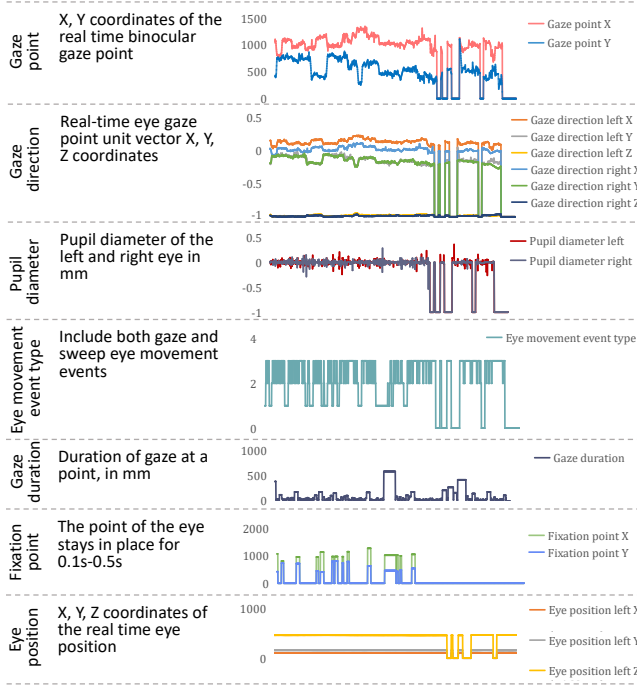 Gaze
point
X, Y coordinates of the
real time binocular
gaze point
1500
1000
500
0
Gaze point X
Gaze point Y
Gaze
direction
Real-time eye gaze
point unit vector X, Y,
Z coordinates
0.5
0
-0.5
-1
Gaze direction left X
Gaze direction left Y
Gaze direction left Z
Gaze direction right X
Gaze direction right Y
Gaze direction right Z
Pupil
diameter
Pupil diameter of the
left and right eye in
mm
0.5
0
-0.5
-1
Pupil diameter left
Pupil diameter right
Eye movement
event type
Include both gaze and
sweep eye movement
events
4
2
0
Eye movement event type
Gaze
duration
Duration of gaze at a
point, in mm
1000
500
0
Gaze duration
Fixation
point
The point of the eye
stays in place for
0.1s-0.5s
2000
1000
0
Fixation point X
Fixation point Y
Eye
position
X, Y, Z coordinates of
the real time eye
position
1000
0
Eye position left X
Eye position left Y
Eye position left Z